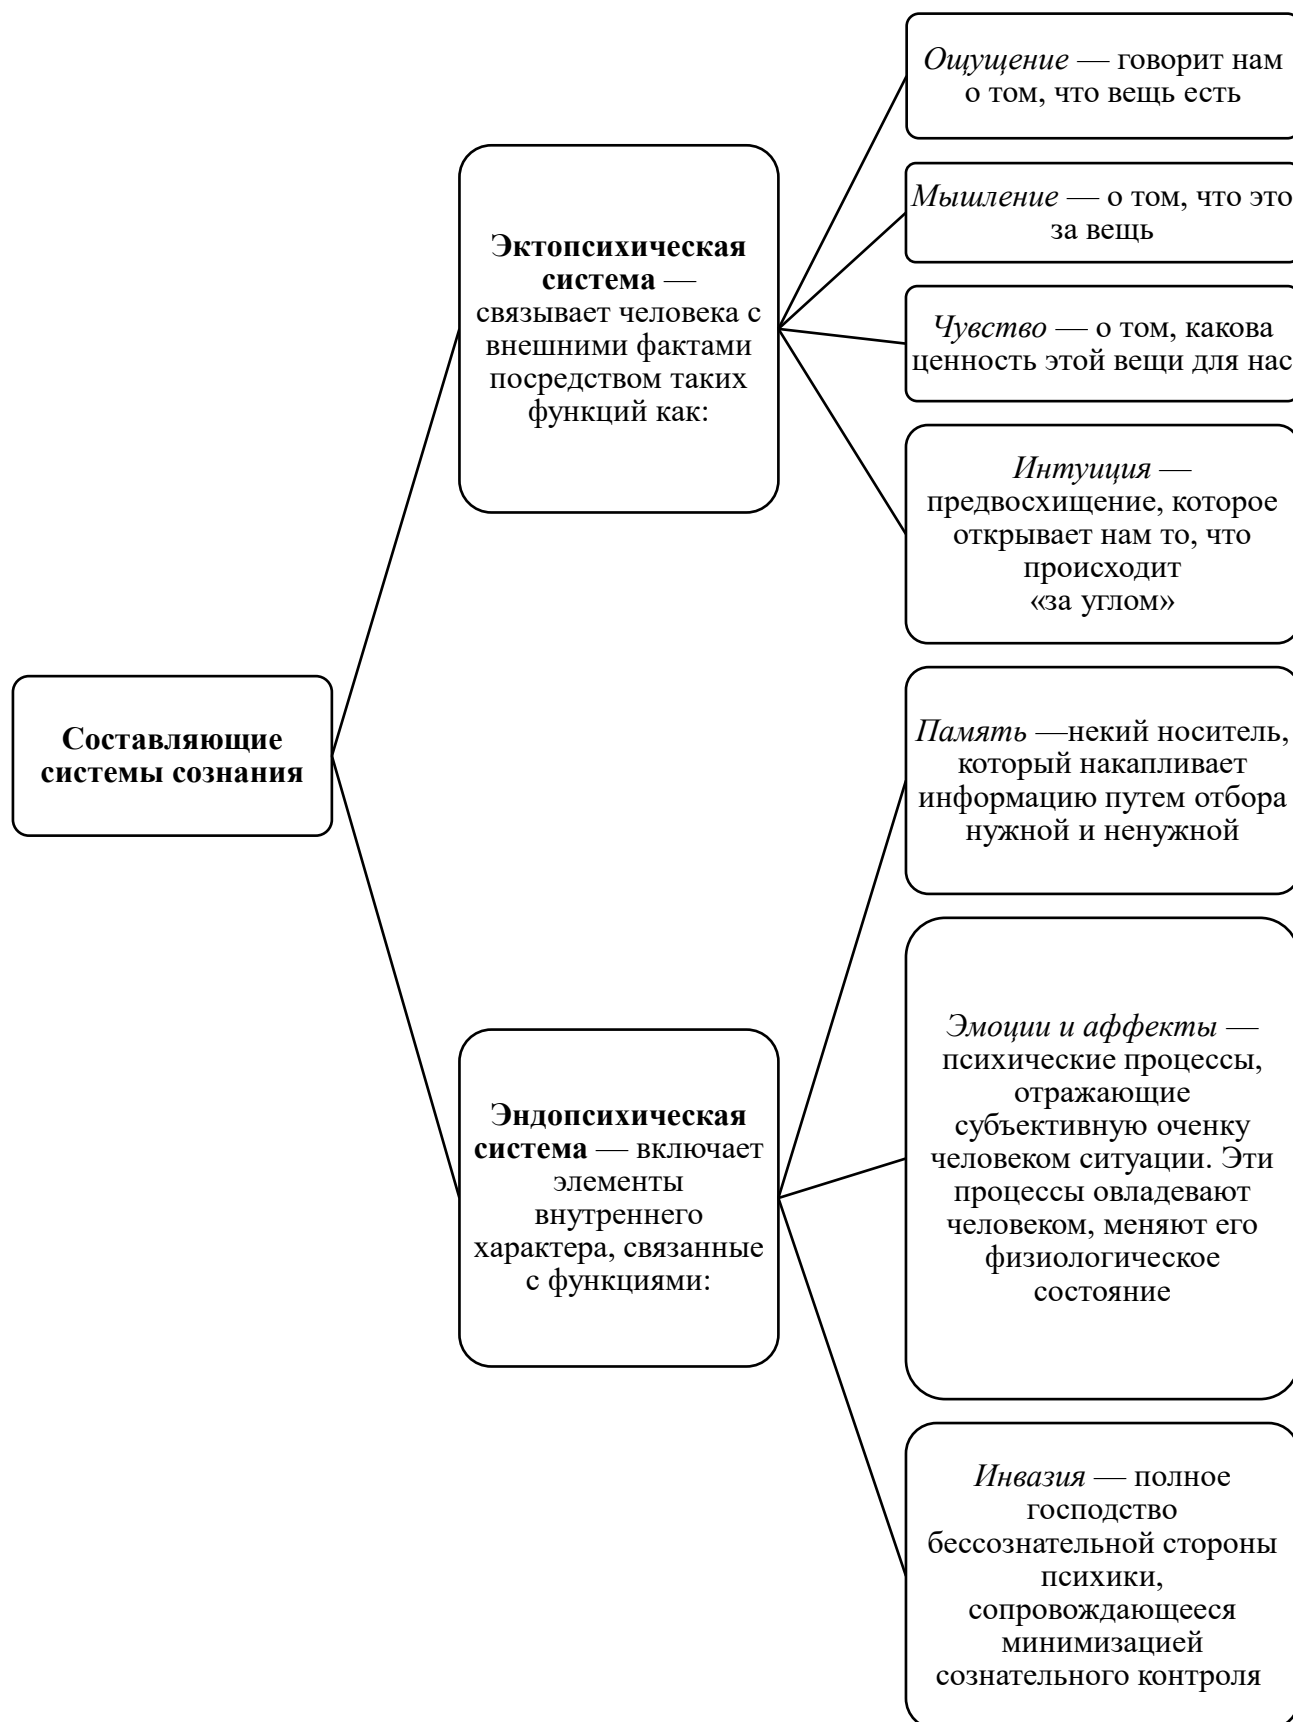 Составляющие
системы сознания
Эктопсихическая
система —
связывает человека с
внешними фактами
посредством таких
функций как:
Ощущение — говорит нам
о том, что вещь есть
Мышление — о том, что это
за вещь
Чувство — о том, какова
ценность этой вещи для нас
Интуиция —
предвосхищение, которое
открывает нам то, что
происходит
«за углом»
Эндопсихическая
система — включает
элементы
внутреннего
характера, связанные
с функциями:
Память —некий носитель,
который накапливает
информацию путем отбора
нужной и ненужной
Эмоции и аффекты —
психические процессы,
отражающие
субъективную оченку
человеком ситуации. Эти
процессы овладевают
человеком, меняют его
физиологическое
состояние
Инвазия — полное
господство
бессознательной стороны
психики,
сопровождающееся
минимизацией
сознательного контроля